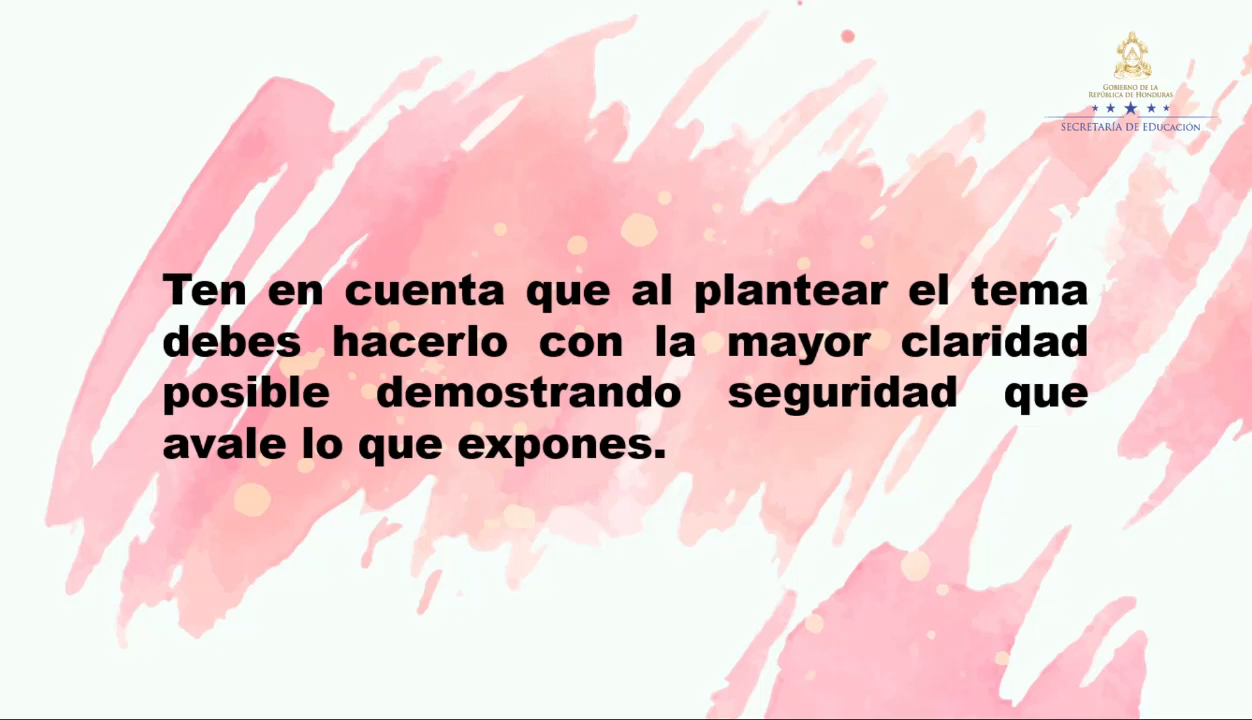 GOBIERNO DE LA
REPÚBLICA DE HONDURAS
SECRETARÍA DE EDUCACIÓN
Ten en cuenta que al plantear el tema
debes hacerlo con la mayor claridad
posible demostrando seguridad que
avale lo que expones.